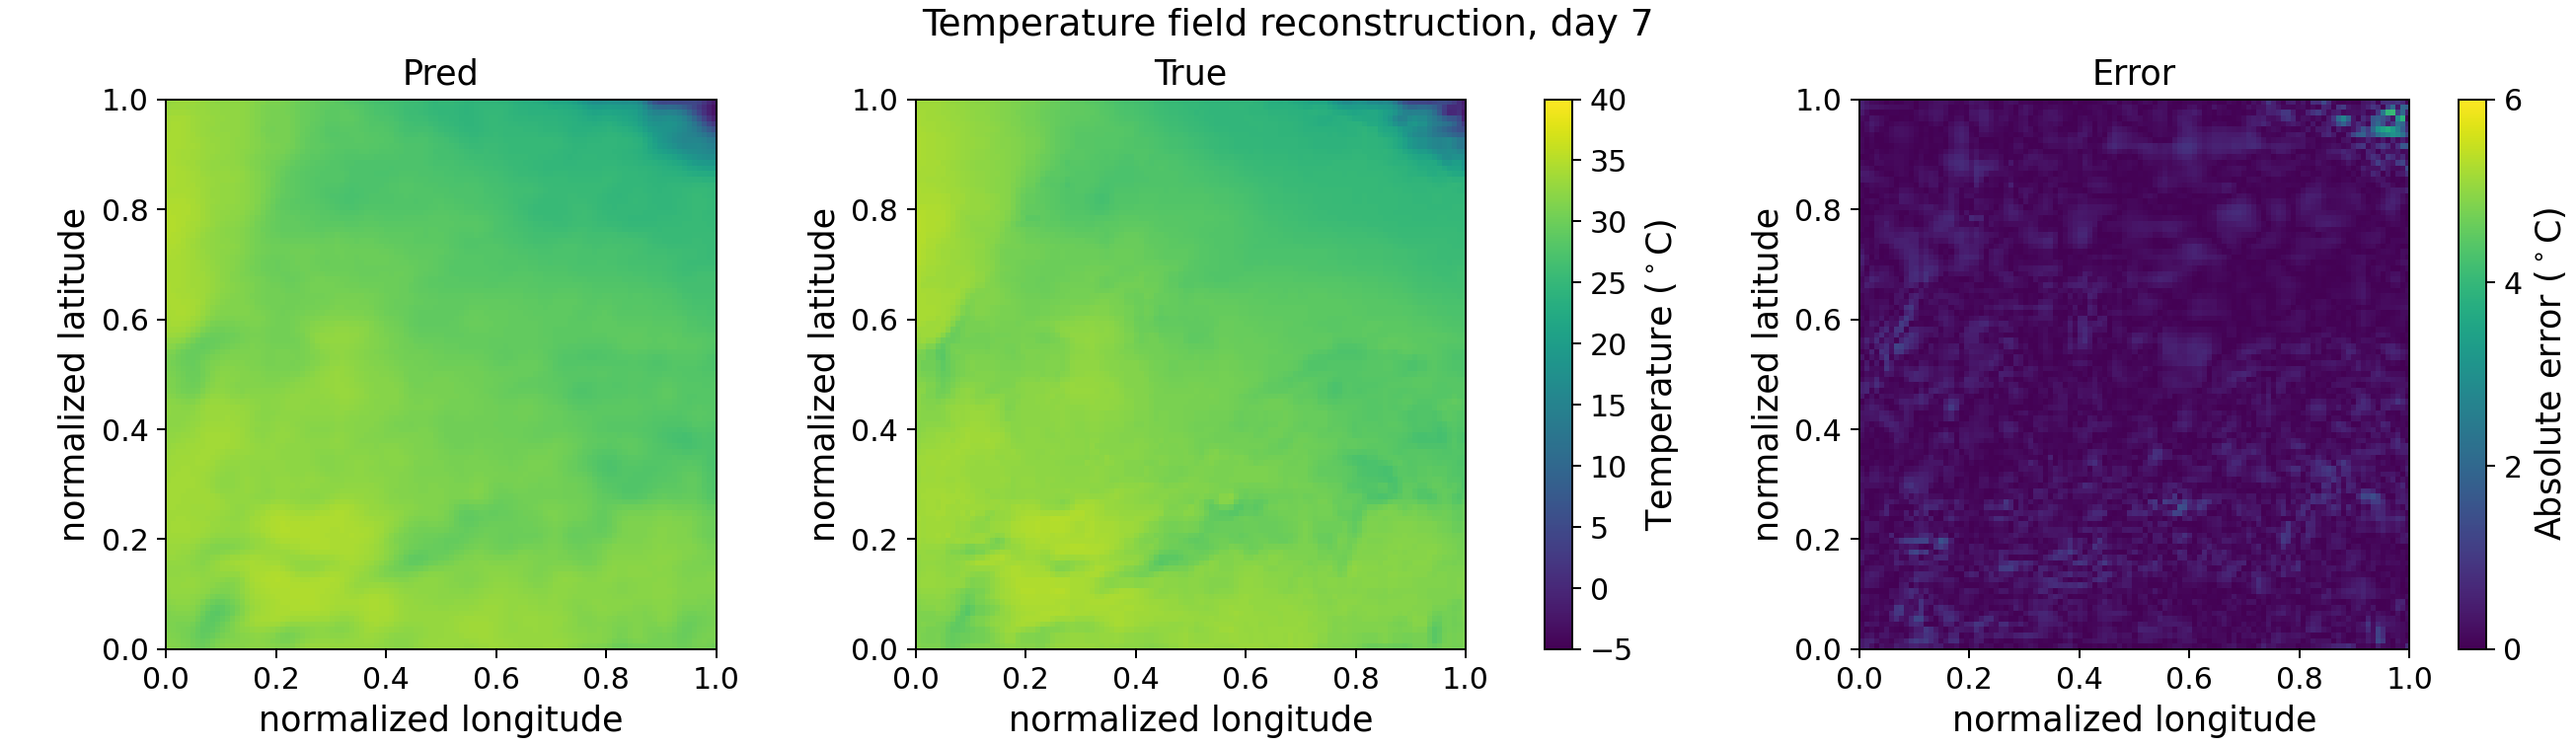 Temperature field reconstruction, day 7
Pred
1.0
0.8
0.6
0.4
0.2
0.0
normalized latitude
0.0 0.2 0.4 0.6 0.8 1.0
normalized longitude
True
1.0
0.8
0.6
0.4
0.2
0.0
normalized latitude
0.0 0.2 0.4 0.6 0.8 1.0
normalized longitude
40
35
30
25
20
15
10
5
0
−5
Temperature (°C)
Error
1.0
0.8
0.6
0.4
0.2
0.0
normalized latitude
0.0 0.2 0.4 0.6 0.8 1.0
normalized longitude
6
4
2
0
Absolute error (°C)